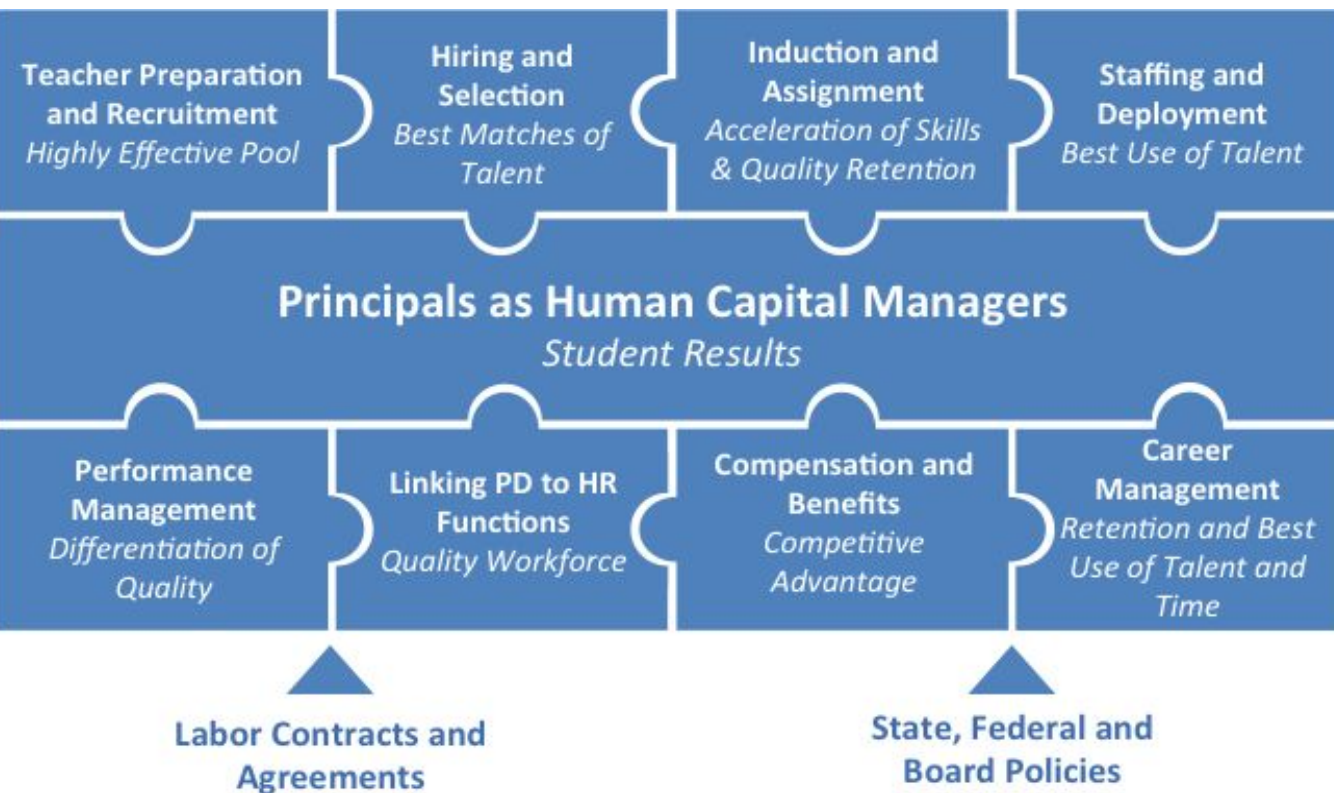 Teacher Preparation
and Recruitment
Highly Effective Pool
Hiring and
Selection
Best Matches of
Talent
Induction and
Assignment
Acceleration of Skills
& Quality Retention
Staffing and
Deployment
Best Use of Talent
Principals as Human Capital Managers
Student Results
Performance
Management
Differentiation of
Quality
Linking PD to HR
Functions
Quality Workforce
Compensation and
Benefits
Competitive
Advantage
Career
Management
Retention and Best
Use of Talent and
Time
Labor Contracts and
Agreements
State, Federal and
Board Policies